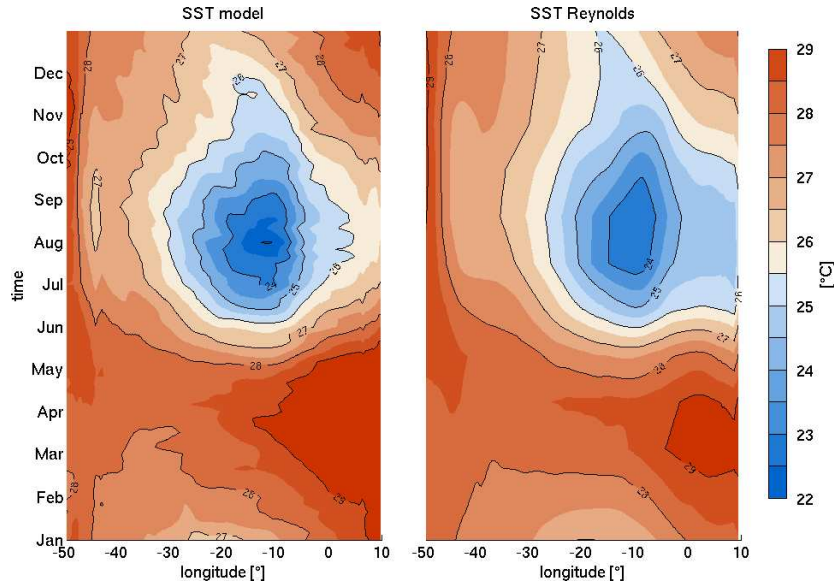 SST model
SST Reynolds
Dec
Nov
Oct
Sep
Aug
Jul
Jun
May
Apr
Mar
Feb
Jan
time
-50 -40 -30 -20 -10 0 10
longitude [°]
28
27
26
29
27
24
25
26
27
28
28
28
29
27
-50 -40 -30 -20 -10 0 10
longitude [°]
29
28
27
26
26
27
24
25
26
27
28
29
28
29
28
27
26
25
24
23
22
[°C]